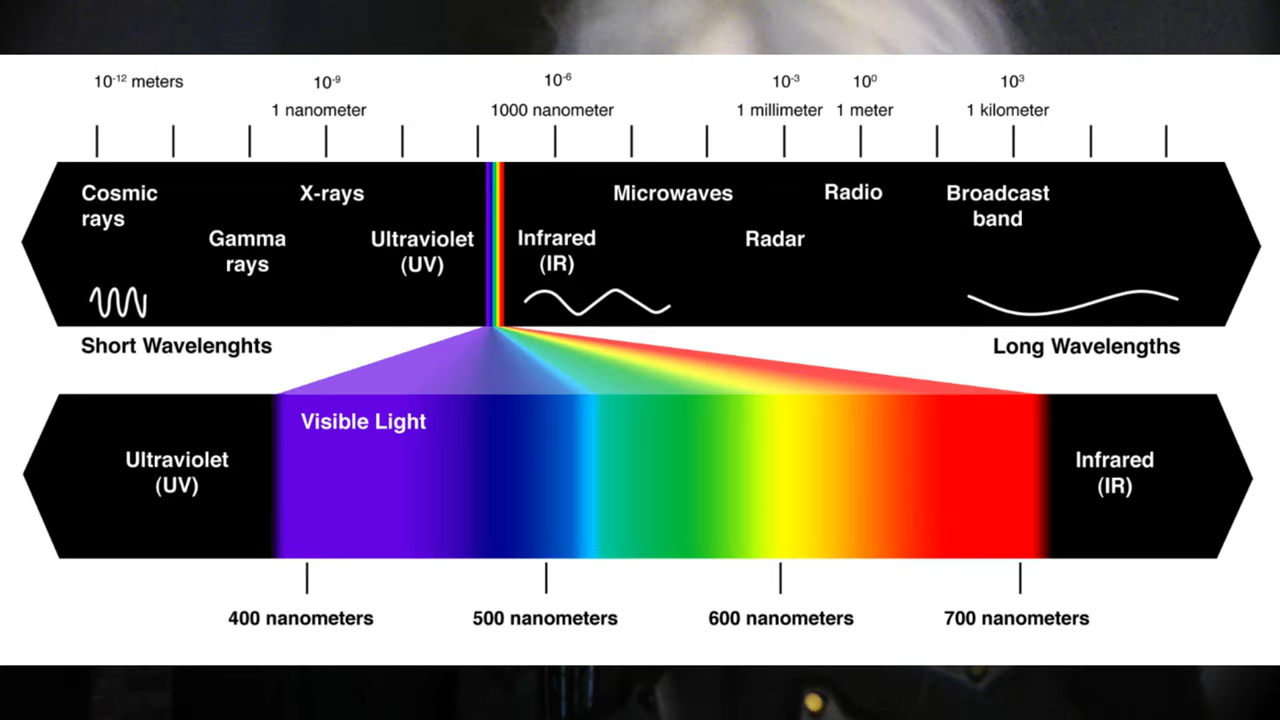 10-12 meters
10-9
10-6
10-3
100
103
1 nanometer
1000 nanometer
1 millimeter
1 meter
1 kilometer
Cosmic
rays
Gamma
rays
X-rays
Ultraviolet
(UV)
Infrared
(IR)
Microwaves
Radar
Radio
Broadcast
band
Short Wavelenghts
Long Wavelengths
Visible Light
Ultraviolet
(UV)
Infrared
(IR)
400 nanometers
500 nanometers
600 nanometers
700 nanometers